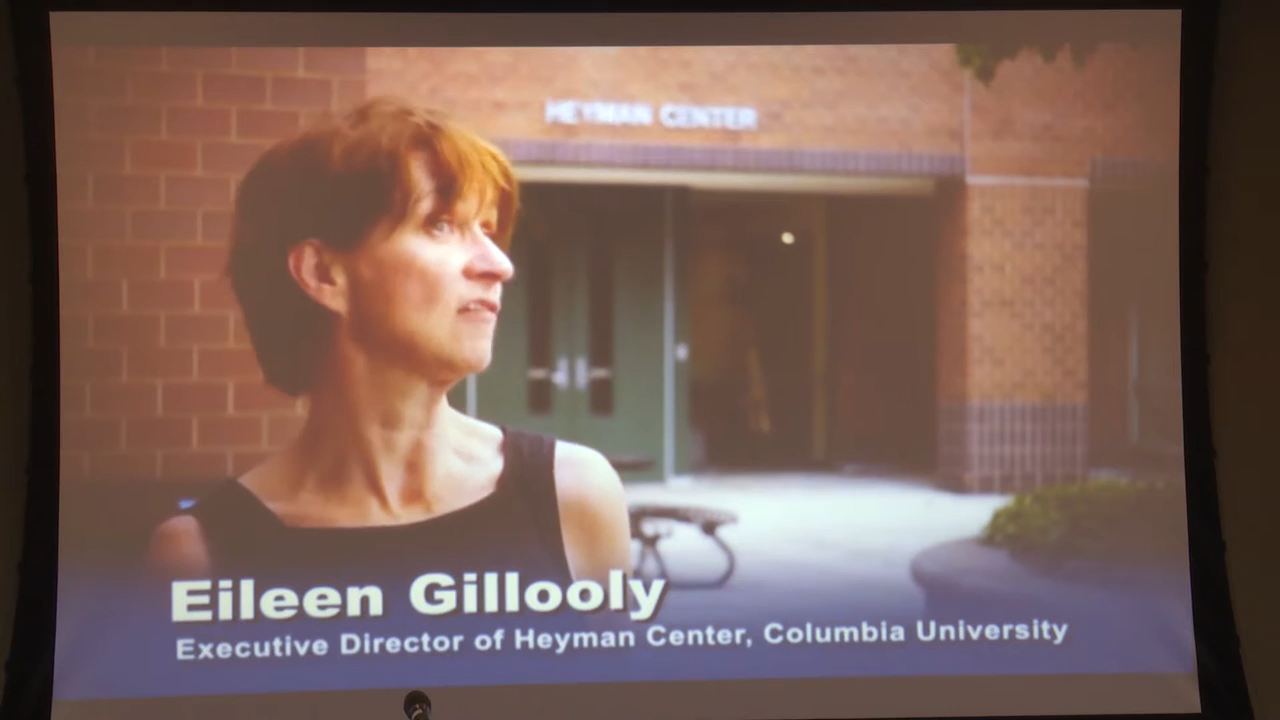 HEYMAN CENTER
Eileen Gillooly
Executive Director of Heyman Center, Columbia University